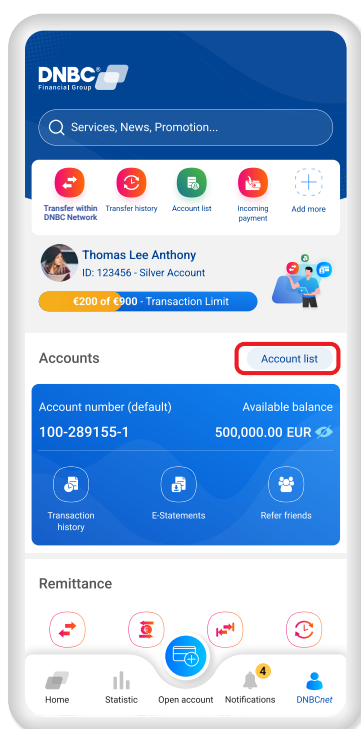 DNBC
Financial Group
Services, News, Promotion...
Transfer within
DNBC Network
Transfer history
Account list
Incoming
payment
Add more
Thomas Lee Anthony
ID: 123456 - Silver Account
€200 of €900 - Transaction Limit
Accounts
Account list
Account number (default)
Available balance
100-289155-1
500,000.00 EUR
Transaction
history
E-Statements
Refer friends
Remittance
4
Home
Statistic
Open account
Notifications
DNBCnet